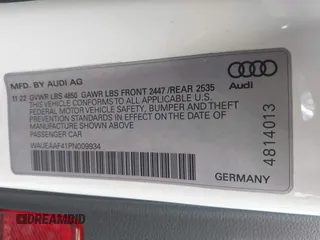 MFD. BY AUDI AG
11-22 GVWR LBS 4850 GAWR LBS FRONT 2447 /REAR 2535
THIS VEHICLE CONFORMS TO ALL APPLICABLE U.S.
FEDERAL MOTOR VEHICLE SAFETY, BUMPER AND THEFT
PREVENTION STANDARDS IN EFFECT ON THE DATE OF
MANUFACTURE SHOWN ABOVE.
PASSENGER CAR
WAUEAAF41PN009934
GERMANY
Audi
4814013
DREAMBID